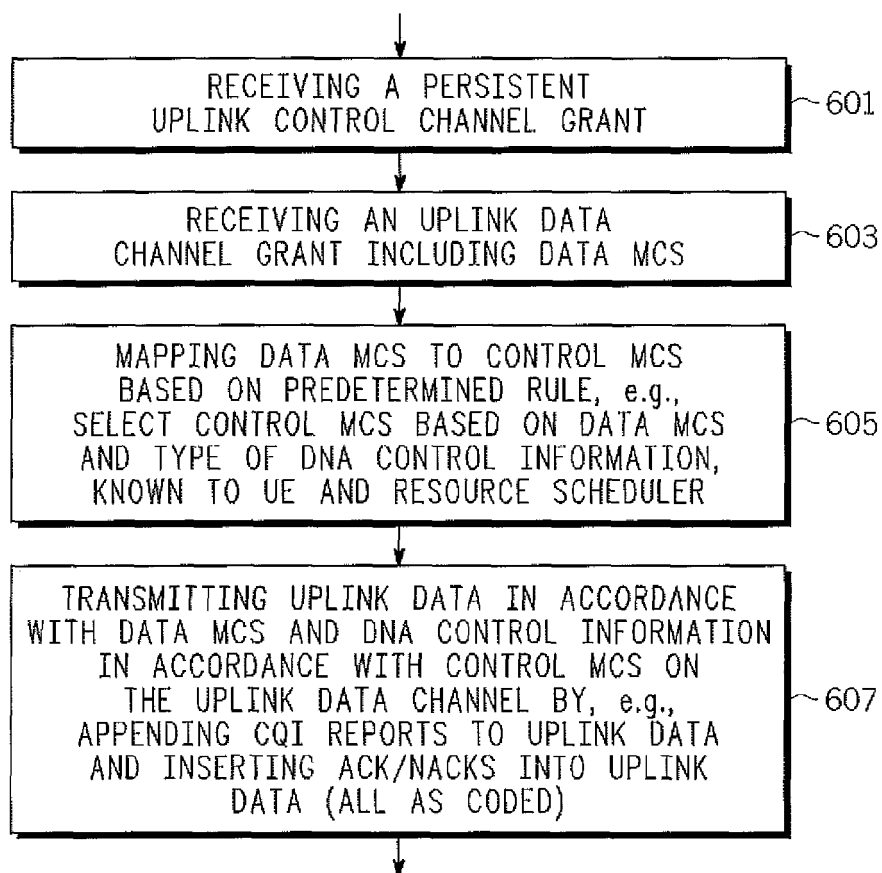 RECEIVING A PERSISTENT
UPLINK CONTROL CHANNEL GRANT
601
RECEIVING AN UPLINK DATA
CHANNEL GRANT INCLUDING DATA MCS
603
MAPPING DATA MCS TO CONTROL MCS
BASED ON PREDETERMINED RULE, e.g.,
SELECT CONTROL MCS BASED ON DATA MCS
AND TYPE OF DNA CONTROL INFORMATION,
KNOWN TO UE AND RESOURCE SCHEDULER
605
TRANSMITTING UPLINK DATA IN ACCORDANCE
WITH DATA MCS AND DNA CONTROL INFORMATION
IN ACCORDANCE WITH CONTROL MCS ON
THE UPLINK DATA CHANNEL BY, e.g.,
APPENDING CQI REPORTS TO UPLINK DATA
AND INSERTING ACK/NACKS INTO UPLINK
DATA (ALL AS CODED)
607